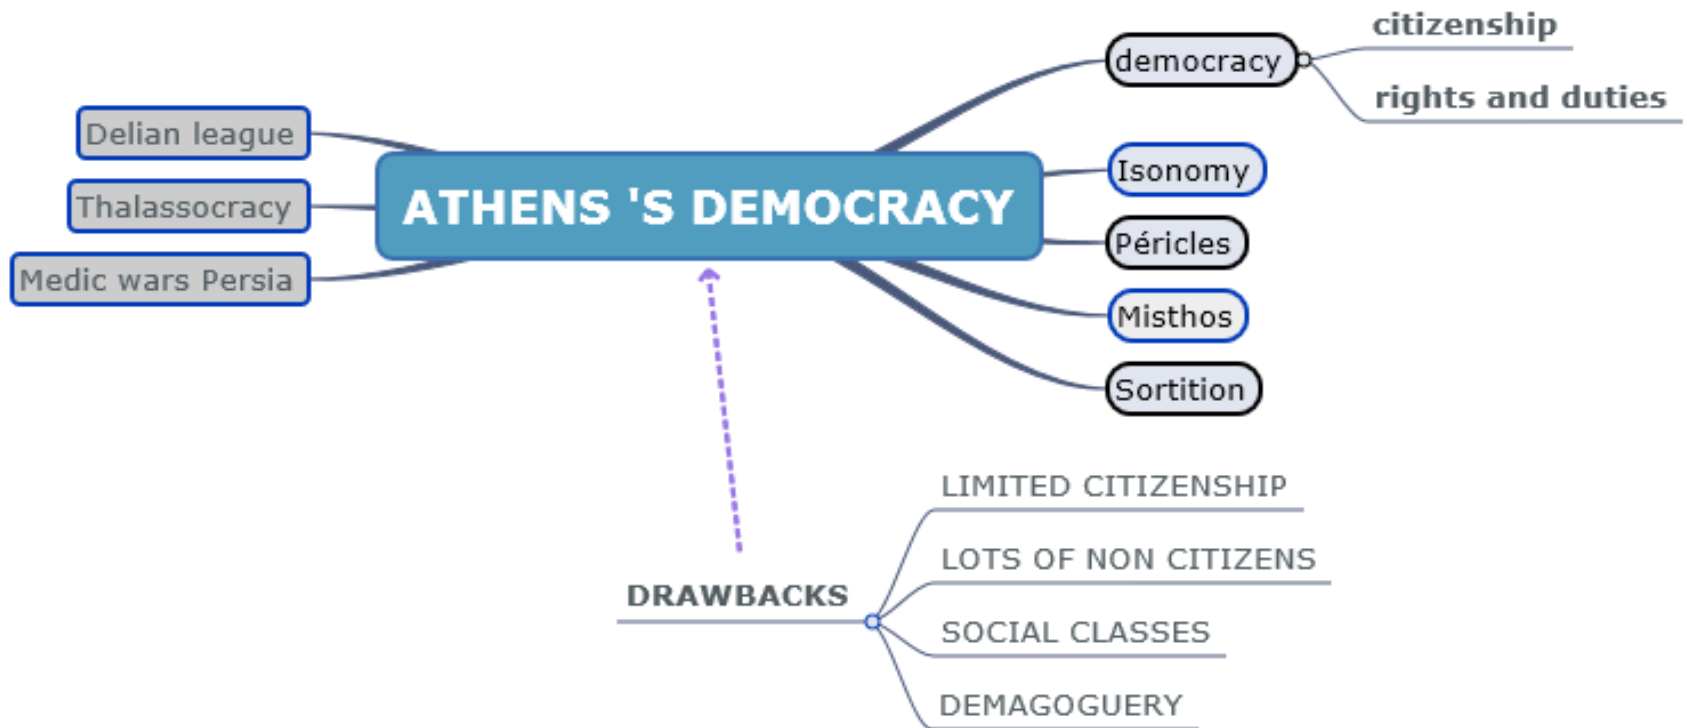 citizenship
democracy
rights and duties
Delian league
Isonomy
Thalassocracy
ATHENS 'S DEMOCRACY
Péricles
Medic wars Persia
Misthos
Sortition
LIMITED CITIZENSHIP
LOTS OF NON CITIZENS
DRAWBACKS
SOCIAL CLASSES
DEMAGOGUERY